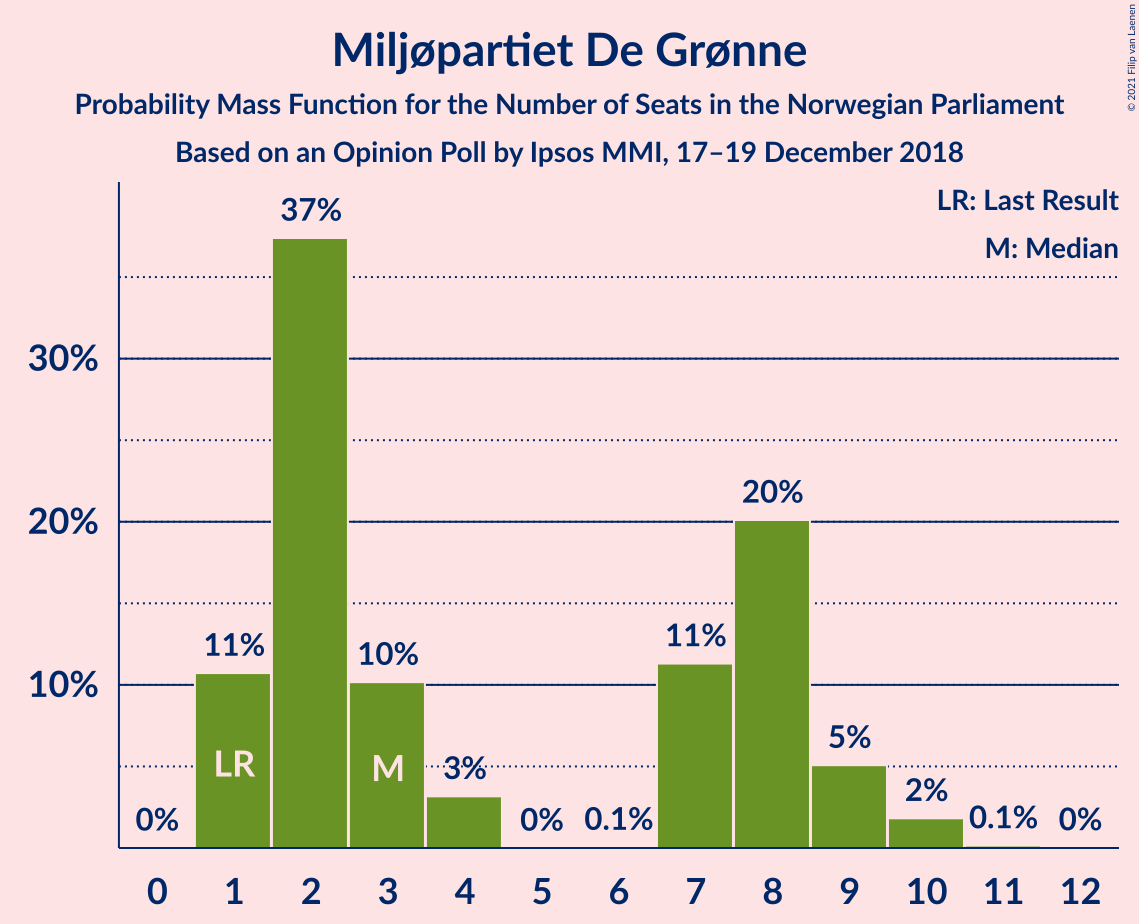 Miljøpartiet De Grønne
Probability Mass Function for the Number of Seats in the Norwegian Parliament
Based on an Opinion Poll by Ipsos MMI, 17–19 December 2018
© 2021 Filip van Laenen
LR: Last Result
M: Median
37%
30%
20%
20%
11%
10%
11%
10%
LR
M
3%
5%
2%
0%
0%
0.1%
0.1%
0%
0 1 2 3 4 5 6 7 8 9 10 11 12